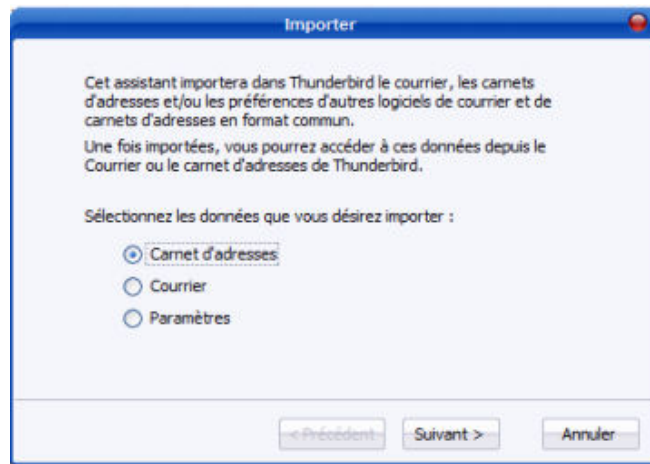 Importer
Cet assistant importera dans Thunderbird le courrier, les carnets
d'adresses et/ou les préférences d'autres logiciels de courrier et de
carnets d'adresses en format commun.
Une fois importées, vous pourrez accéder à ces données depuis le
Courrier ou le carnet d'adresses de Thunderbird.
Sélectionnez les données que vous désirez importer :
Carnet d'adresses
Courrier
Paramètres
< Précédent Suivant > Annuler